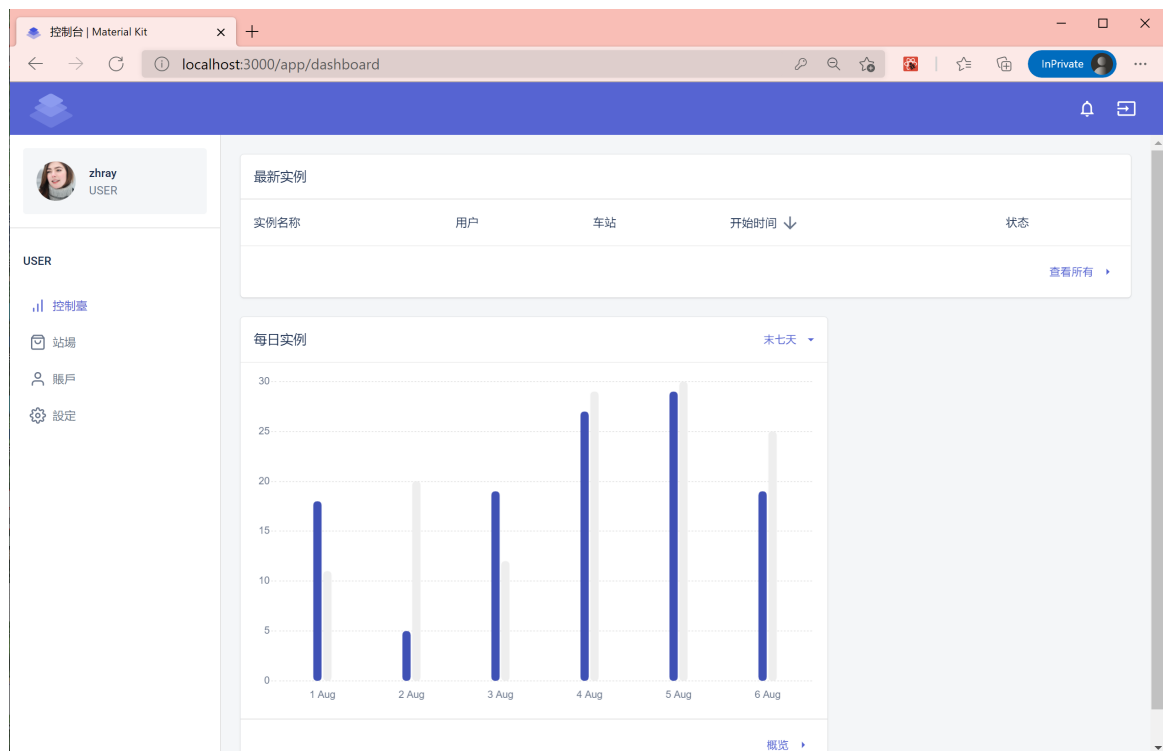 控制台 | Material Kit
localhost:3000/app/dashboard
InPrivate
zhray
USER
USER
控制臺
站場
賬戶
設定
最新实例
实例名称 用户 车站 开始时间 状态
查看所有
每日实例 末七天
30
25
20
15
10
5
0
1 Aug 2 Aug 3 Aug 4 Aug 5 Aug 6 Aug
概览